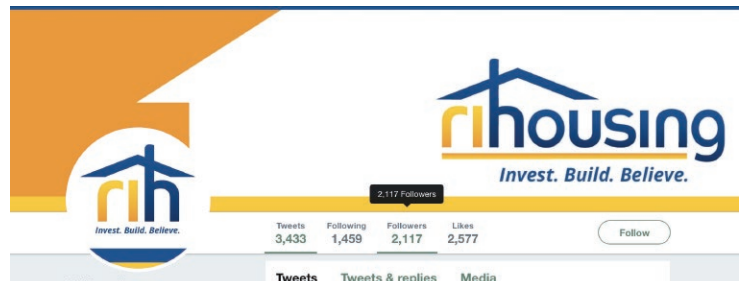 rihousing
Invest. Build. Believe.
rih
Invest. Build. Believe.
2,117 Followers
Tweets Following Followers Likes
3,433 1,459 2,117 2,577
Follow
Tweets Tweets & replies Media